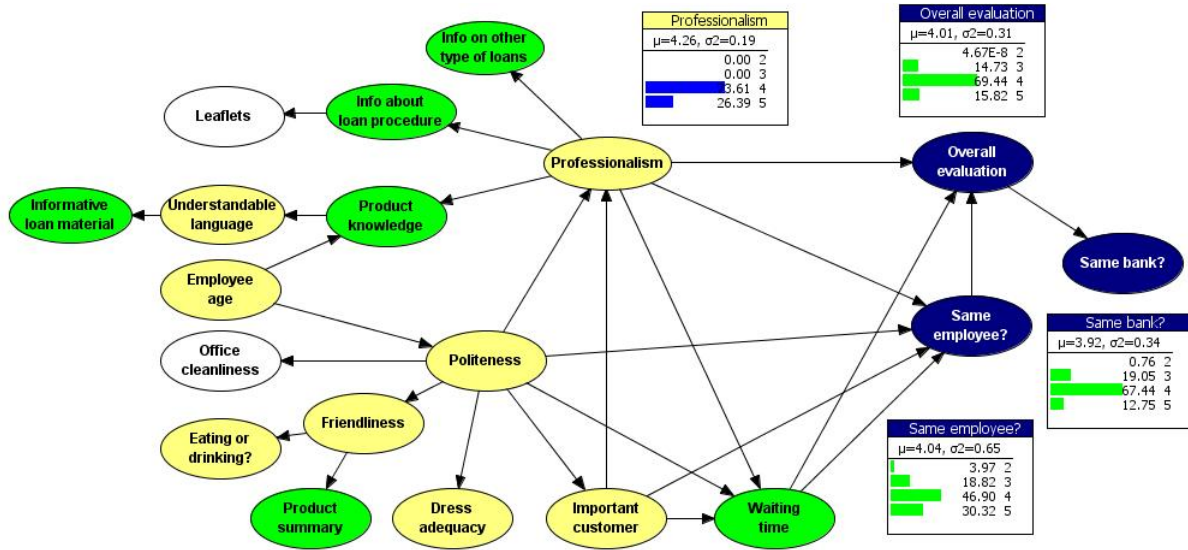 Info on other
type of loans
Professionalism
μ=4.26, σ2=0.19
0.00 2
0.00 3
3.61 4
26.39 5
Overall evaluation
μ=4.01, σ2=0.31
4.67E-8 2
14.73 3
69.44 4
15.82 5
Leaflets
Info about
loan procedure
Professionalism
Overall
evaluation
Informative
loan material
Understandable
language
Product
knowledge
Same bank?
Employee
age
Same
employee?
Office
cleanliness
Politeness
Same bank?
μ=3.92, σ2=0.34
0.76 2
19.05 3
67.44 4
12.75 5
Friendliness
Eating or
drinking?
Same employee?
μ=4.04, σ2=0.65
3.97 2
18.82 3
46.90 4
30.32 5
Product
summary
Dress
adequacy
Important
customer
Waiting
time